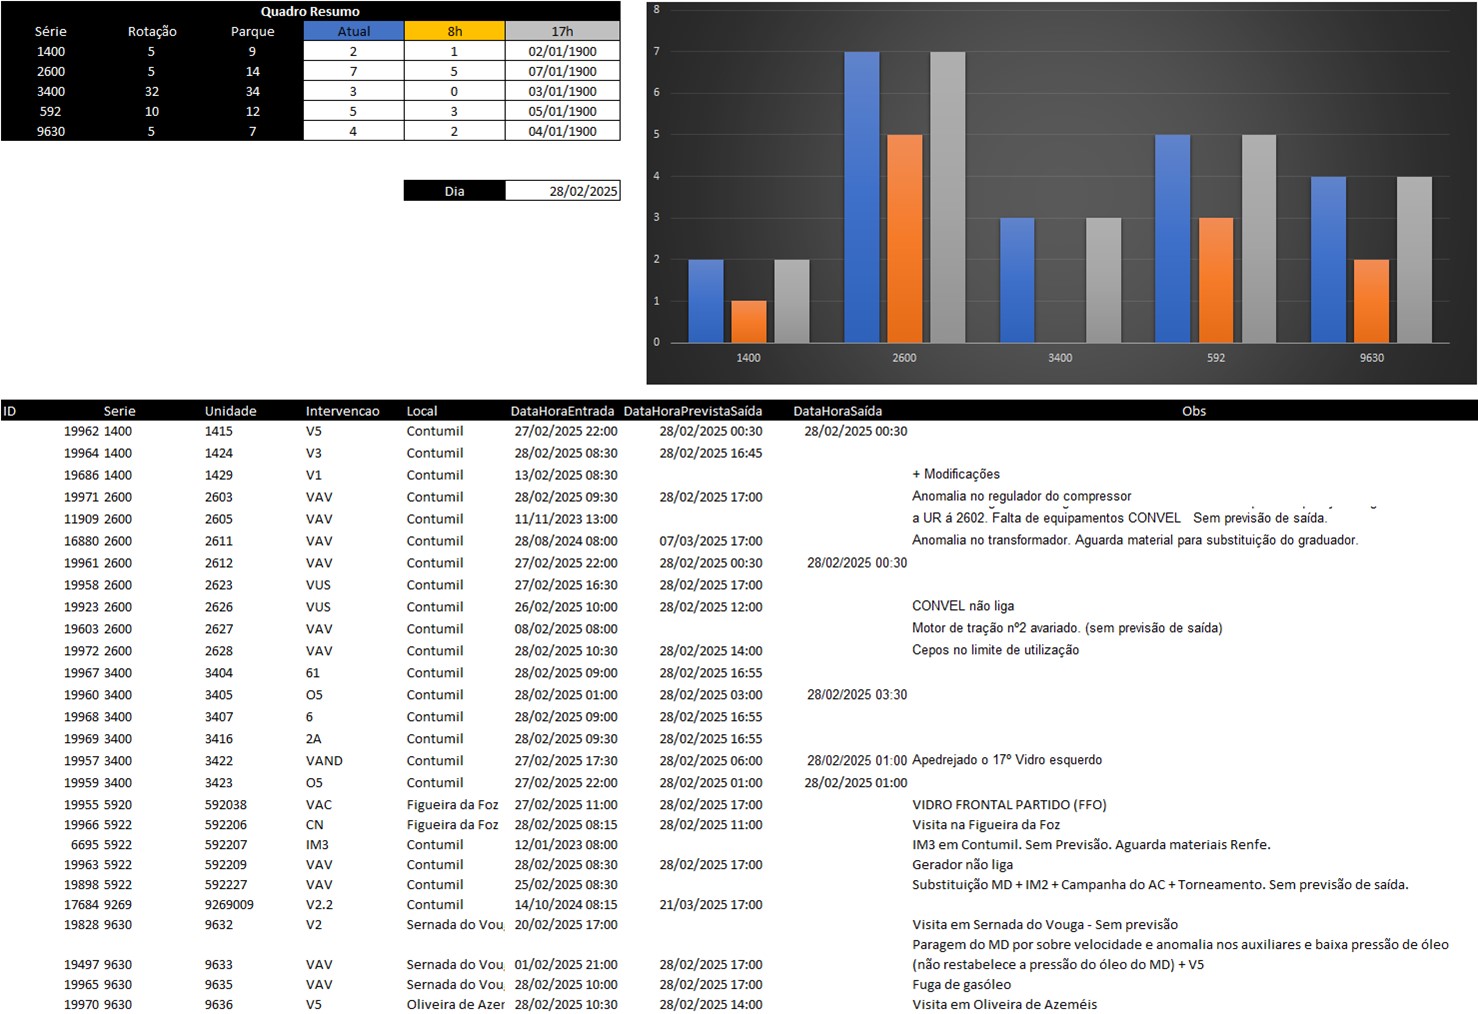 Quadro Resumo
Série Rotação Parque Atual 8h 17h
1400 5 9 2 1 02/01/1900
2600 5 14 7 5 07/01/1900
3400 32 34 3 0 03/01/1900
592 10 12 5 3 05/01/1900
9630 5 7 4 2 04/01/1900
Dia 28/02/2025
8
7
6
5
4
3
2
1
0
1400 2600 3400 592 9630
ID Serie Unidade Intervencao Local DataHoraEntrada DataHoraPrevistaSaída DataHoraSaída Obs
19962 1400 1415 V5 Contumil 27/02/2025 22:00 28/02/2025 00:30 28/02/2025 00:30
19964 1400 1424 V3 Contumil 28/02/2025 08:30 28/02/2025 16:45
19686 1400 1429 V1 Contumil 13/02/2025 08:30 + Modificações
19971 2600 2603 VAV Contumil 28/02/2025 09:30 28/02/2025 17:00 Anomalia no regulador do compressor
11909 2600 2605 VAV Contumil 11/11/2023 13:00 a UR á 2602. Falta de equipamentos CONVEL Sem previsão de saída.
16880 2600 2611 VAV Contumil 28/08/2024 08:00 07/03/2025 17:00 Anomalia no transformador. Aguarda material para substituição do graduador.
19961 2600 2612 VAV Contumil 27/02/2025 22:00 28/02/2025 00:30 28/02/2025 00:30
19958 2600 2623 VUS Contumil 27/02/2025 16:30 28/02/2025 17:00
19923 2600 2626 VUS Contumil 26/02/2025 10:00 28/02/2025 12:00 CONVEL não liga
19603 2600 2627 VAV Contumil 08/02/2025 08:00 Motor de tração nº2 avariado. (sem previsão de saída)
19972 2600 2628 VAV Contumil 28/02/2025 10:30 28/02/2025 14:00 Cepos no limite de utilização
19967 3400 3404 61 Contumil 28/02/2025 09:00 28/02/2025 16:55
19960 3400 3405 O5 Contumil 28/02/2025 01:00 28/02/2025 03:00 28/02/2025 03:30
19968 3400 3407 6 Contumil 28/02/2025 09:00 28/02/2025 16:55
19969 3400 3416 2A Contumil 28/02/2025 09:30 28/02/2025 16:55
19957 3400 3422 VAND Contumil 27/02/2025 17:30 28/02/2025 06:00 28/02/2025 01:00 Apedrejado o 17º Vidro esquerdo
19959 3400 3423 O5 Contumil 27/02/2025 22:00 28/02/2025 01:00 28/02/2025 01:00
19955 5920 592038 VAC Figueira da Foz 27/02/2025 11:00 28/02/2025 17:00 VIDRO FRONTAL PARTIDO (FFO)
19966 5922 592206 CN Figueira da Foz 28/02/2025 08:15 28/02/2025 11:00 Visita na Figueira da Foz
6695 5922 592207 IM3 Contumil 12/01/2023 08:00 IM3 em Contumil. Sem Previsão. Aguarda materiais Renfe.
19963 5922 592209 VAV Contumil 28/02/2025 08:30 28/02/2025 17:00 Gerador não liga
19898 5922 592227 VAV Contumil 25/02/2025 08:30 Substituição MD + IM2 + Campanha do AC + Torneamento. Sem previsão de saída.
17684 9269 9269009 V2.2 Contumil 14/10/2024 08:15 21/03/2025 17:00
19828 9630 9632 V2 Sernada do Vou 20/02/2025 17:00 Visita em Sernada do Vouga - Sem previsão
Paragem do MD por sobre velocidade e anomalia nos auxiliares e baixa pressão de óleo
19497 9630 9633 VAV Sernada do Vou 01/02/2025 21:00 28/02/2025 17:00 (não restabelece a pressão do óleo do MD) + V5
19965 9630 9635 VAV Sernada do Vou 28/02/2025 10:00 28/02/2025 17:00 Fuga de gasóleo
19970 9630 9636 V5 Oliveira de Azer 28/02/2025 10:30 28/02/2025 14:00 Visita em Oliveira de Azeméis